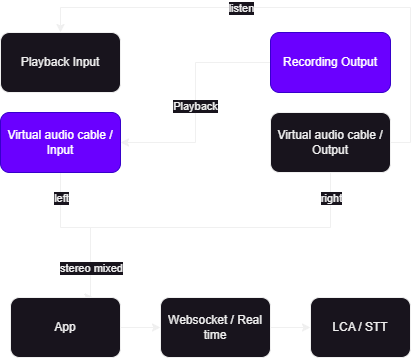 listen
Playback Input
Recording Output
Playback
Virtual audio cable /
Input
Virtual audio cable /
Output
left
right
stereo mixed
App
Websocket / Real
time
LCA / STT